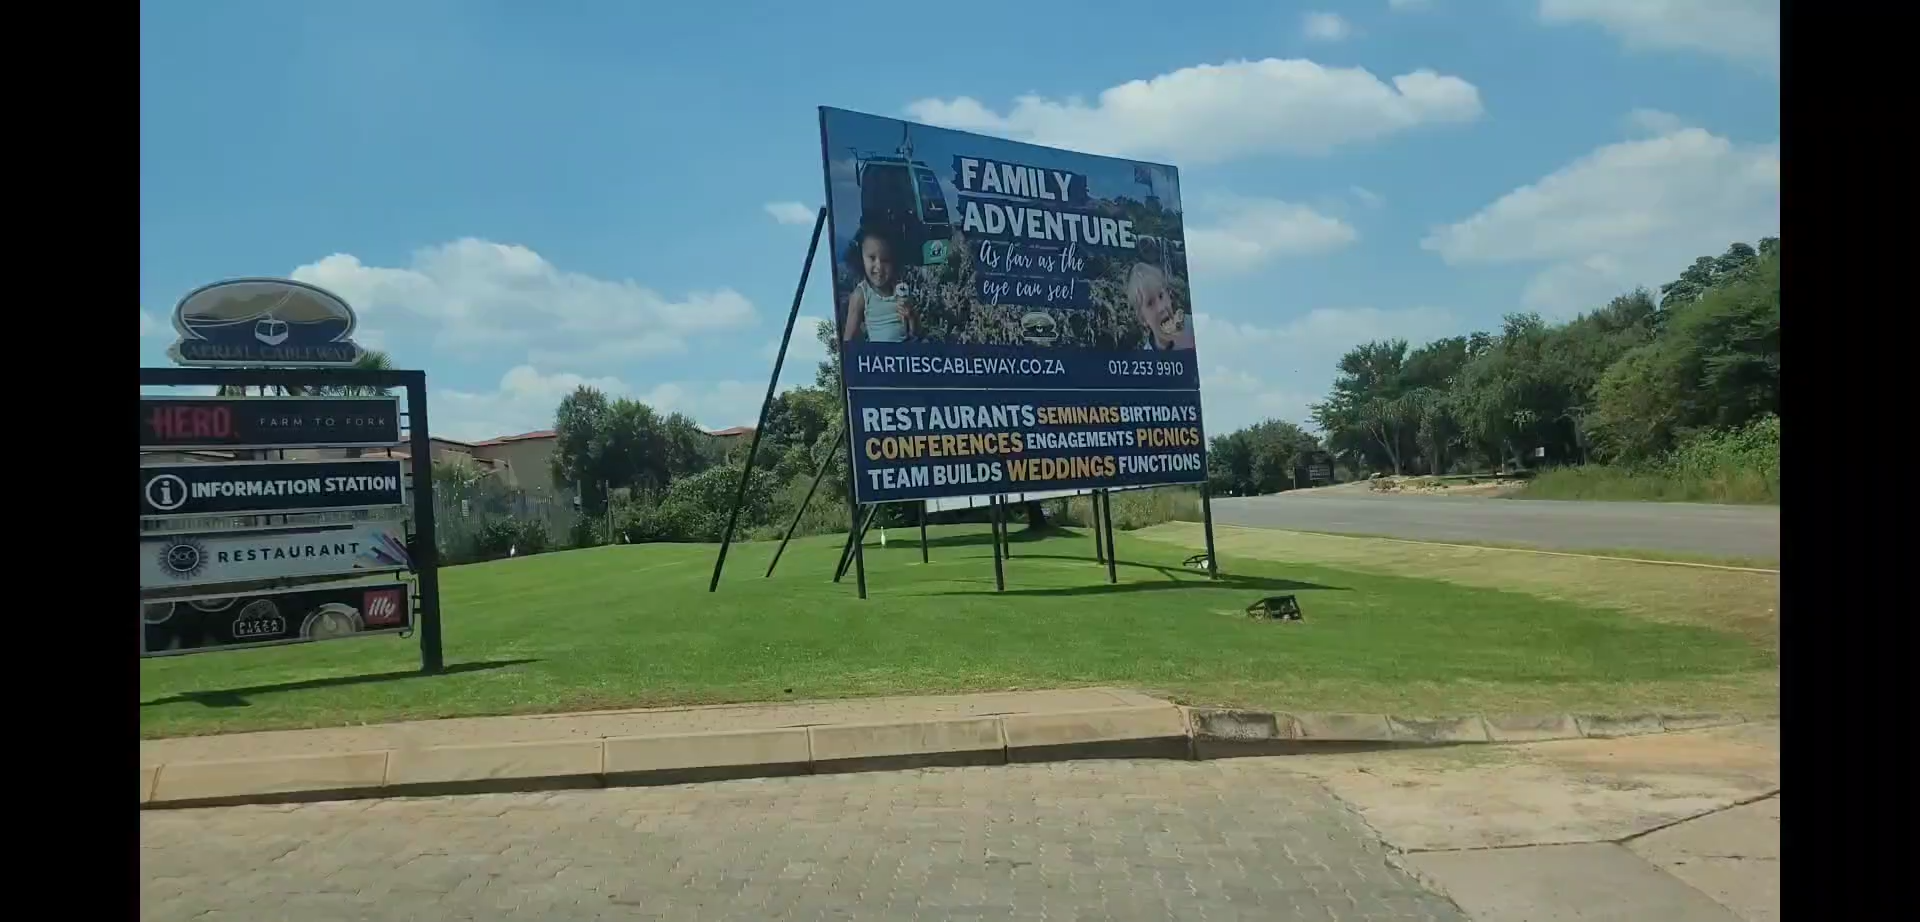 AERIAL CABLEWAY
HERO. FARM TO FORK
i INFORMATION STATION
RESTAURANT
PIZZA
SHACK
illy
FAMILY
ADVENTURE
As far as the
eye can see!
HARTIESCABLEWAY.CO.ZA 012 253 9910
RESTAURANTS SEMINARS BIRTHDAYS
CONFERENCES ENGAGEMENTS PICNICS
TEAM BUILDS WEDDINGS FUNCTIONS